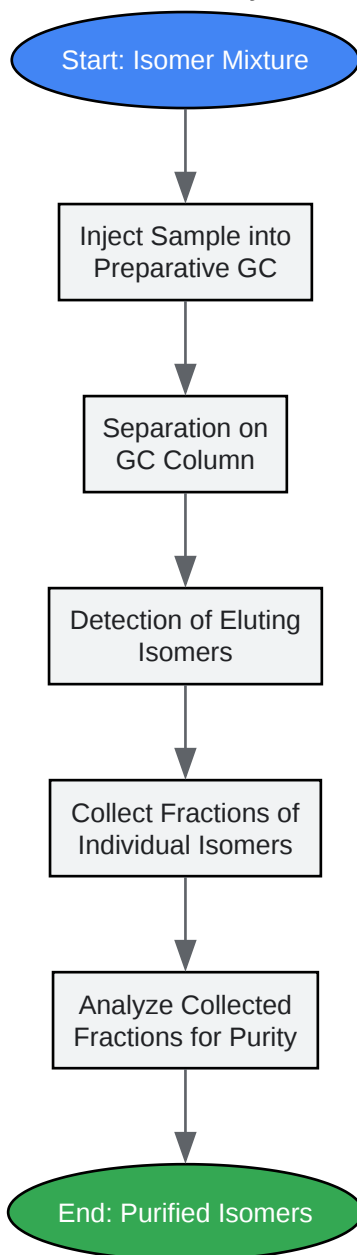 Start: Isomer Mixture
Inject Sample into
Preparative GC
Separation on
GC Column
Detection of Eluting
Isomers
Collect Fractions of
Individual Isomers
Analyze Collected
Fractions for Purity
End: Purified Isomers